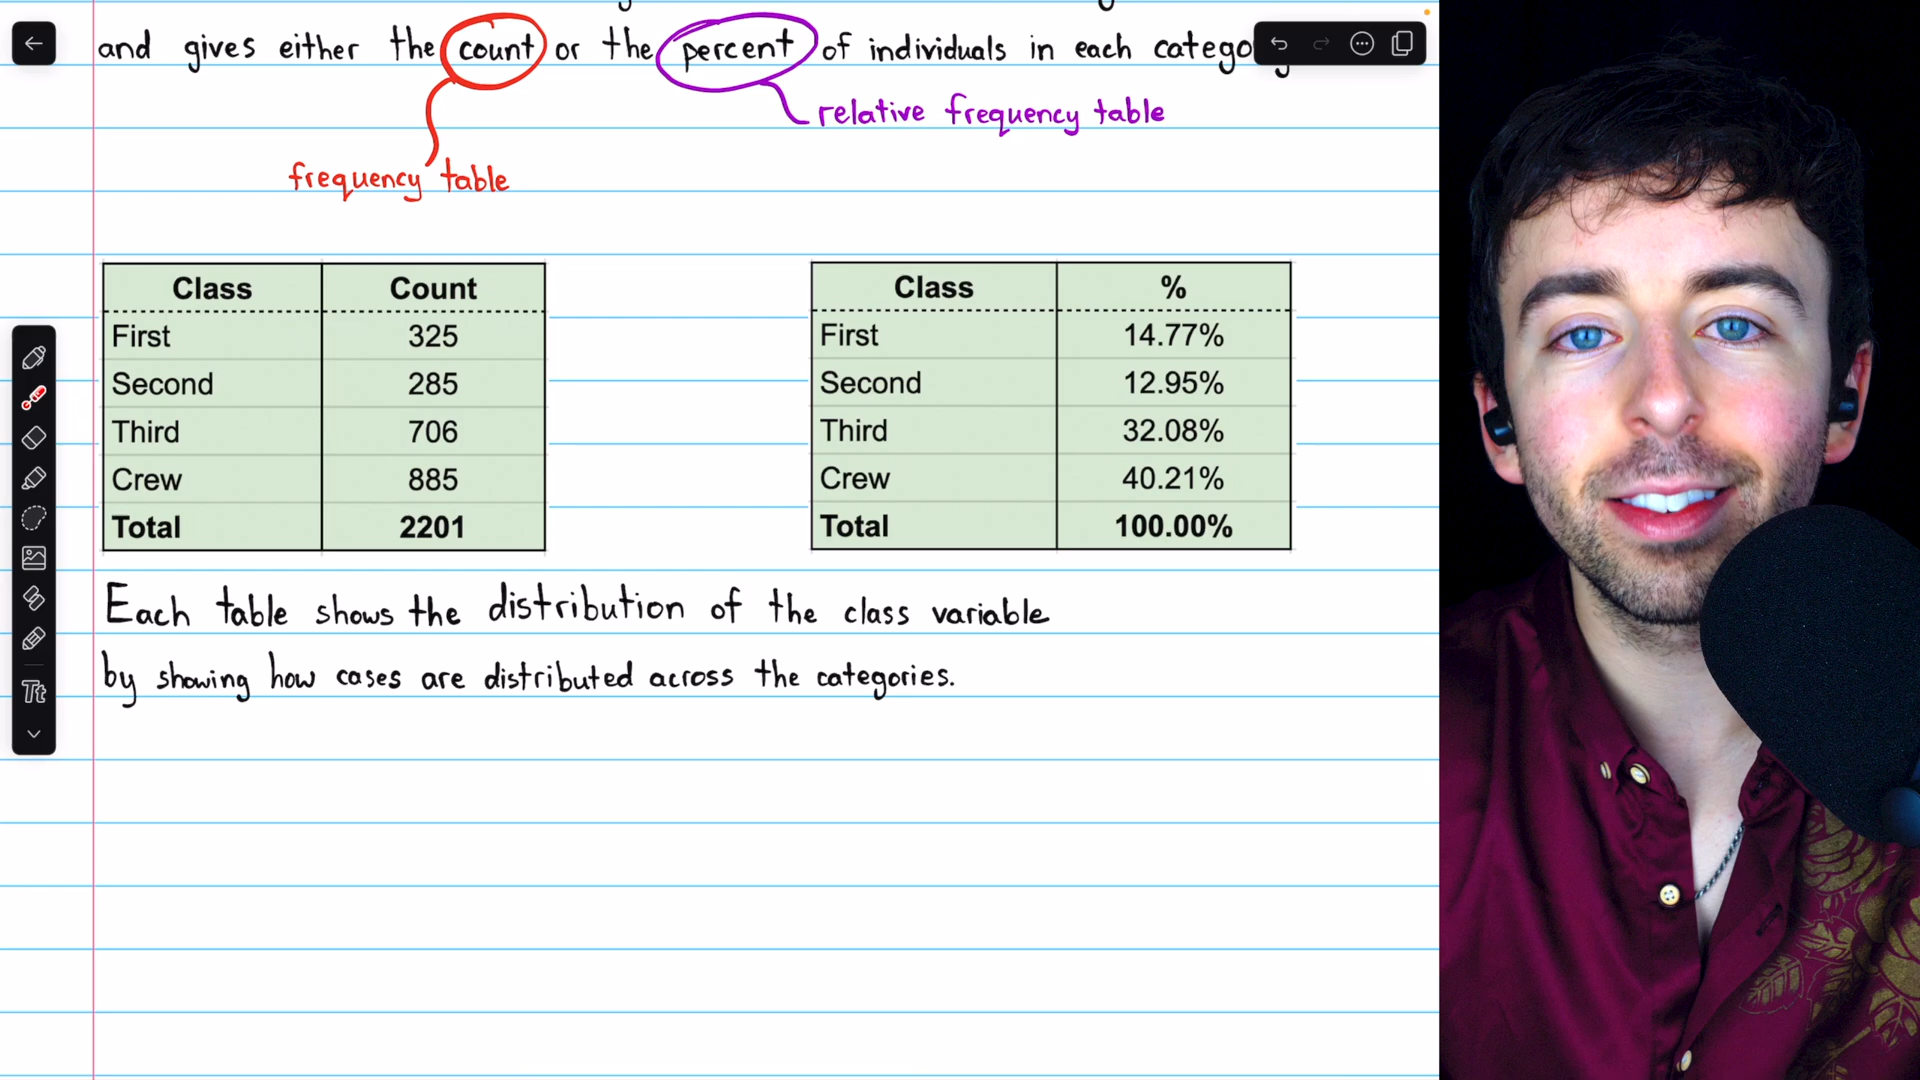 and gives either the count or the percent of individuals in each
relative frequency table
frequency table
Class Count
First 325
Second 285
Third 706
Crew 885
Total 2201
Class %
First 14.77%
Second 12.95%
Third 32.08%
Crew 40.21%
Total 100.00%
Each table shows the distribution of the class variable
by showing how cases are distributed across the categories.
Tt